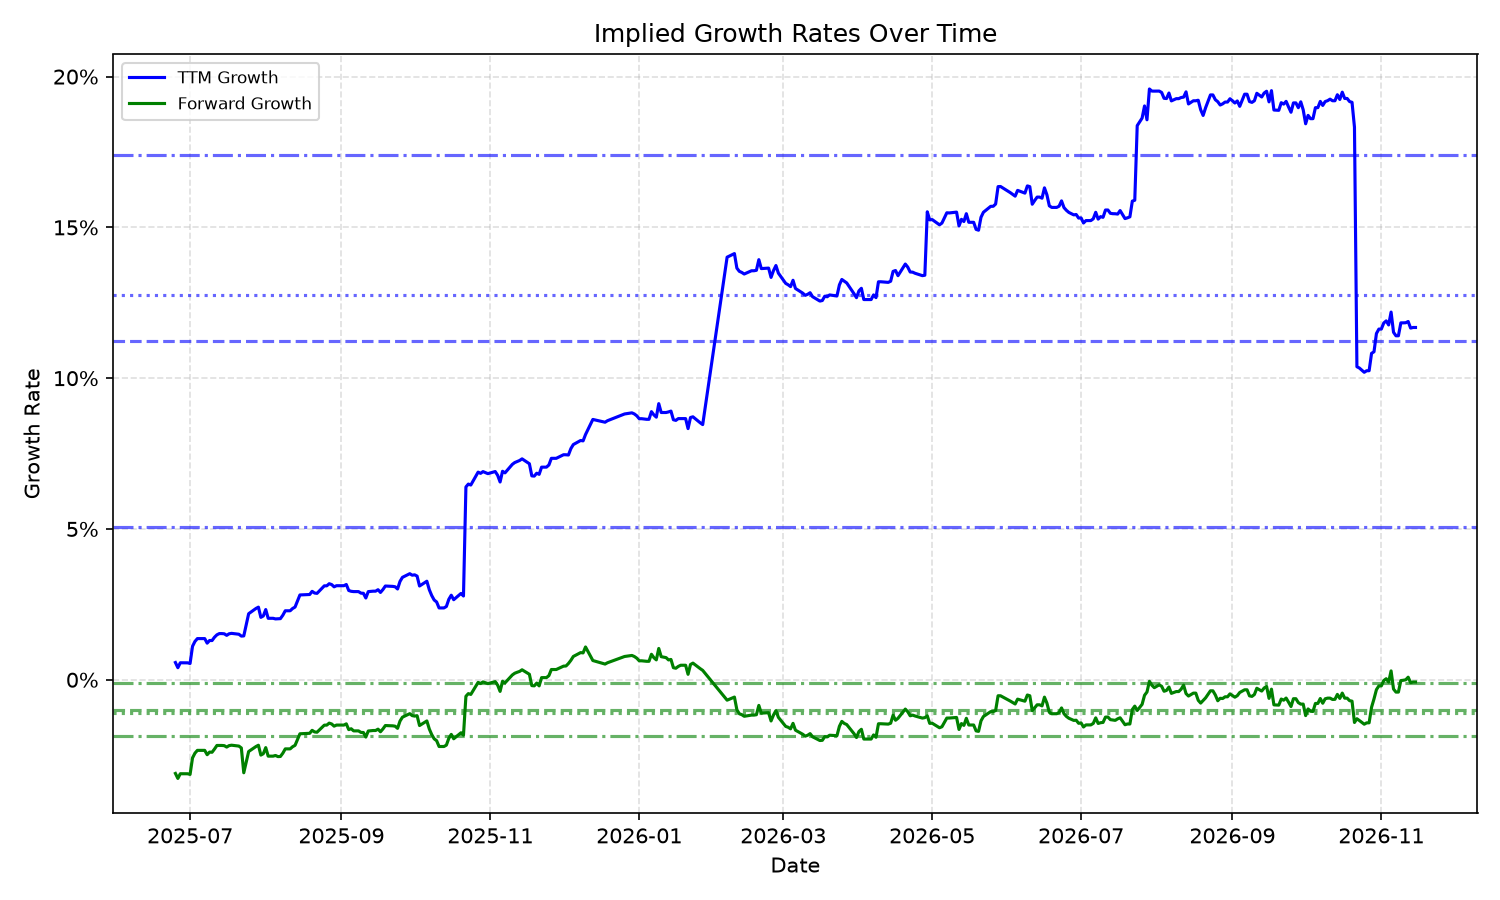 Implied Growth Rates Over Time
TTM Growth
Forward Growth
20%
15%
10%
5%
0%
Growth Rate
2025-07
2025-09
2025-11
2026-01
2026-03
2026-05
2026-07
2026-09
2026-11
Date